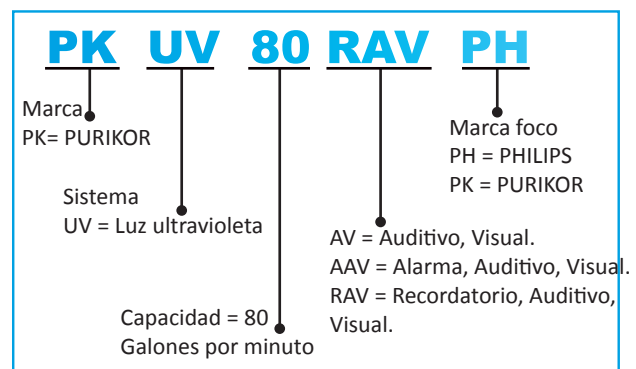 PK UV 80 RAV PH
Marca
PK= PURIKOR
Marca foco
PH = PHILIPS
PK = PURIKOR
Sistema
UV = Luz ultravioleta
AV = Auditivo, Visual.
AAV = Alarma, Auditivo, Visual.
RAV = Recordatorio, Auditivo,
Visual.
Capacidad = 80
Galones por minuto